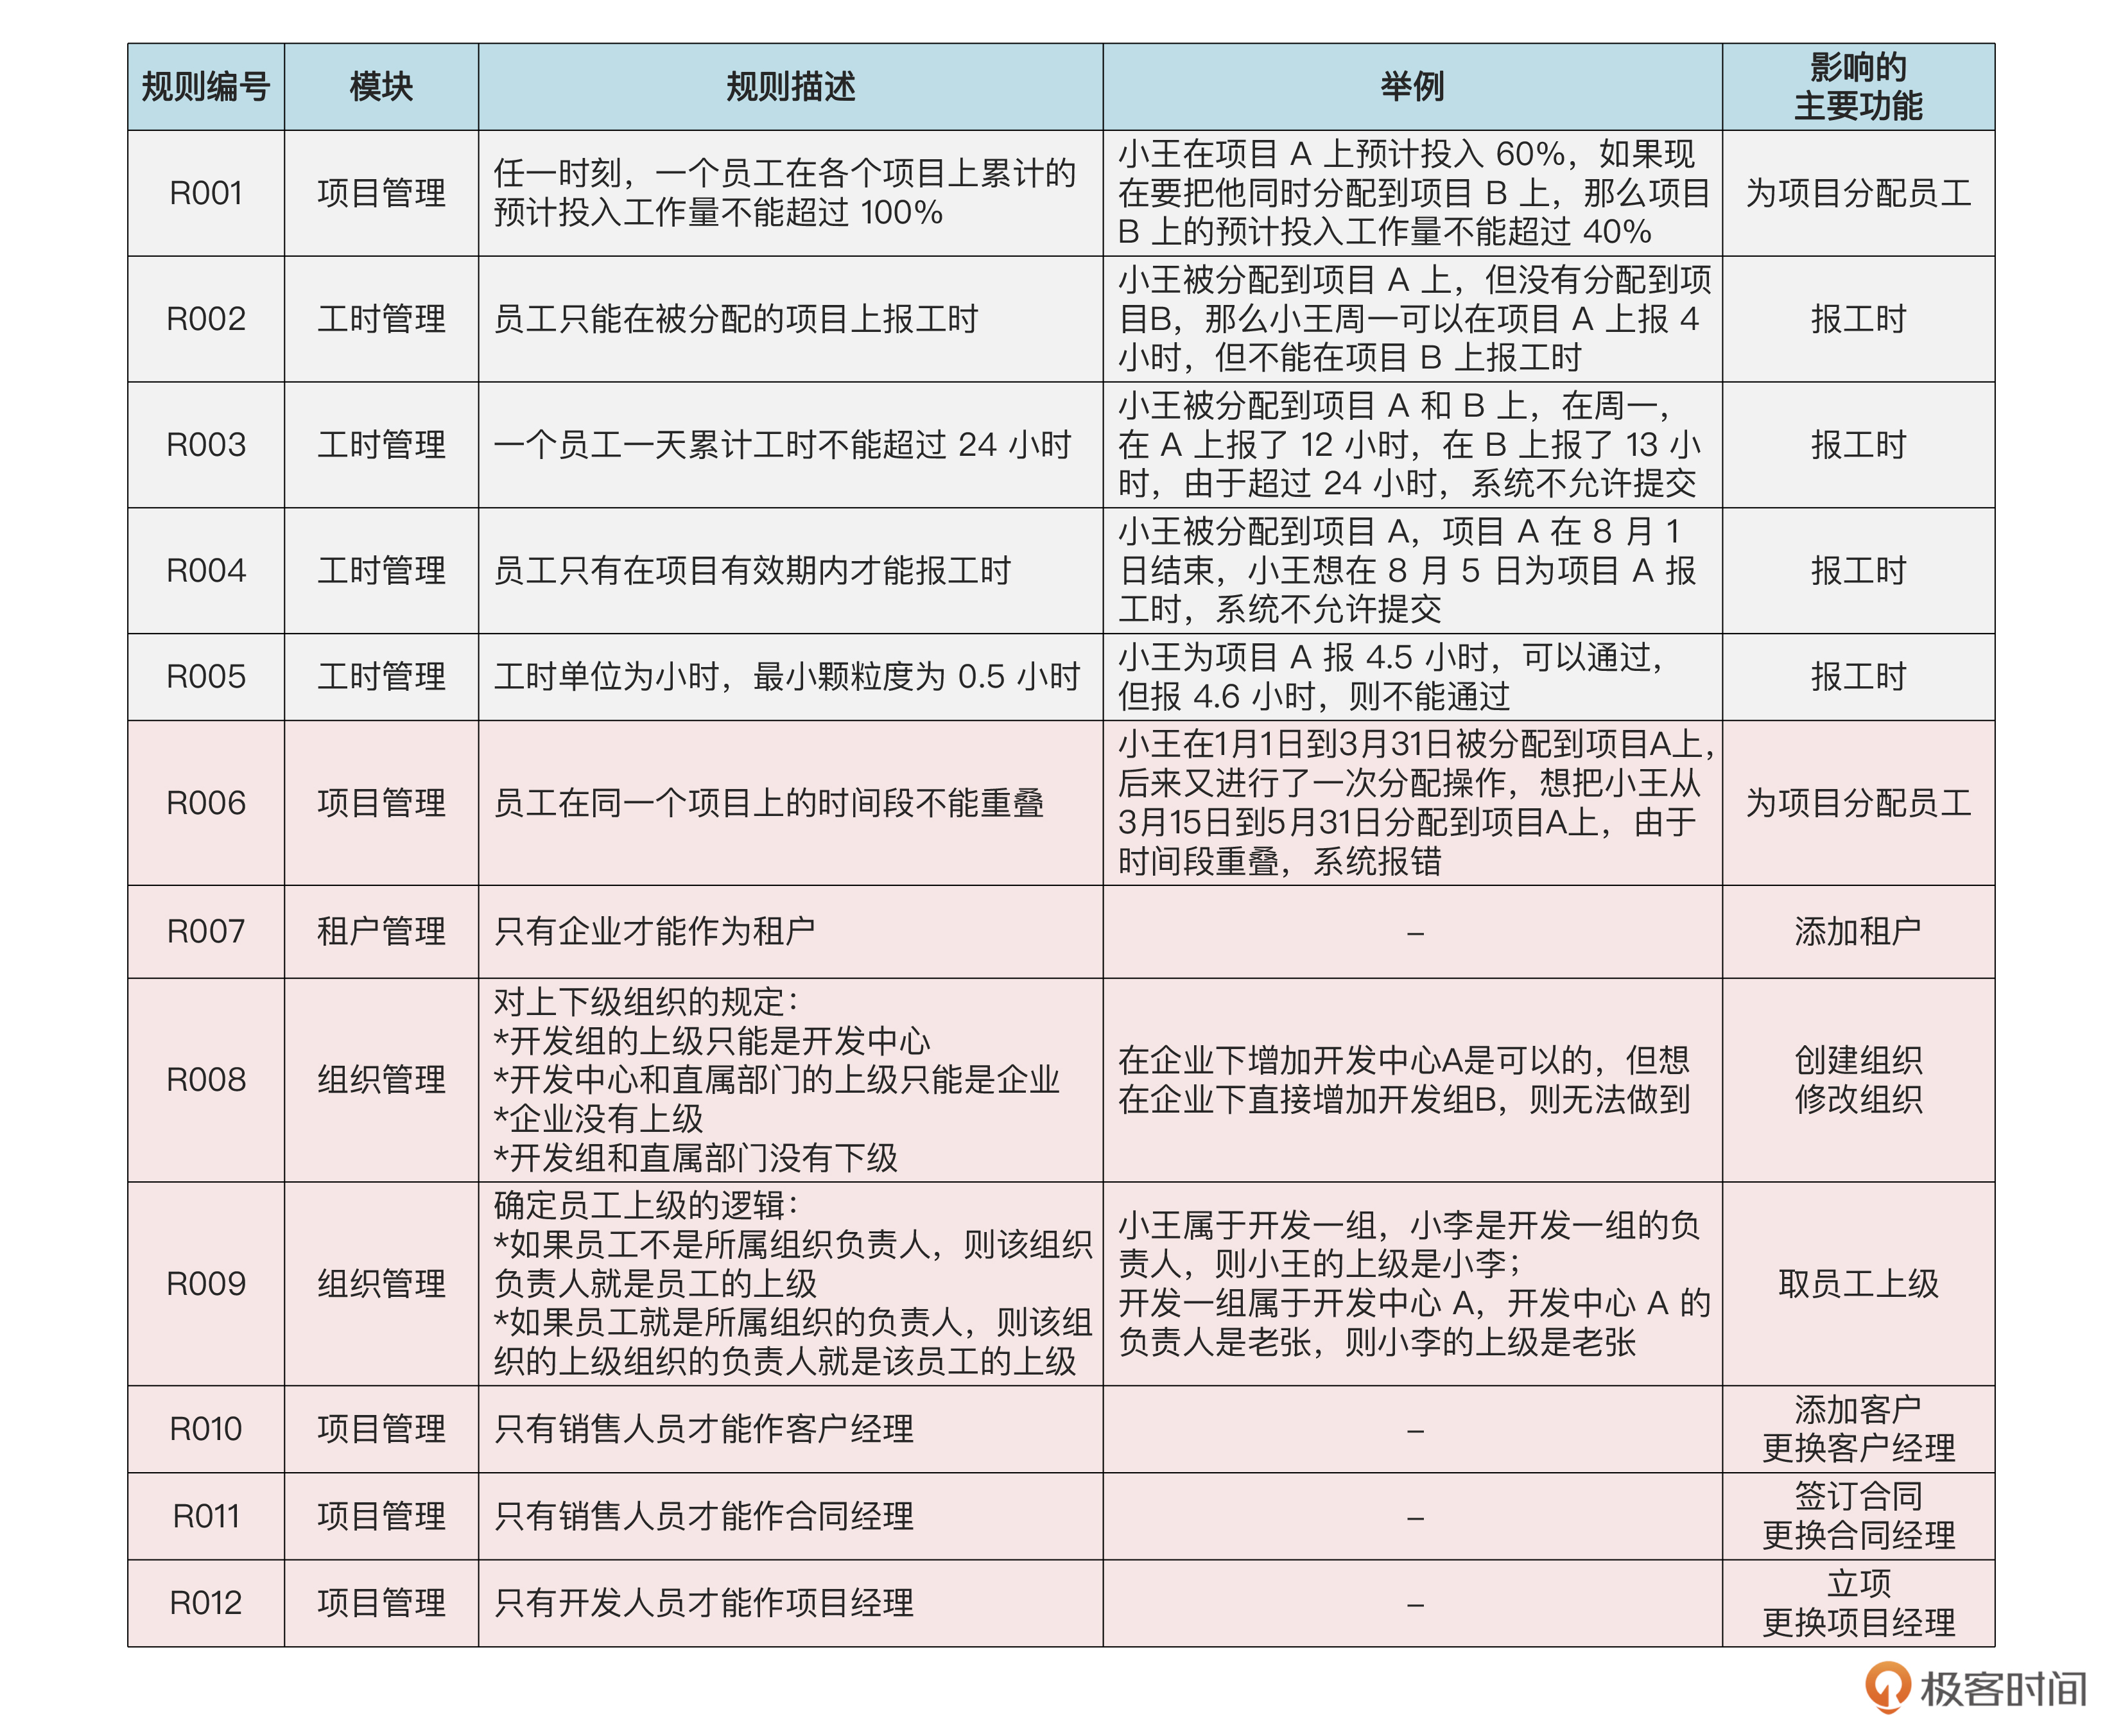 规则编号
模块
规则描述
举例
影响的
主要功能
R001
项目管理
任一时刻，一个员工在各个项目上累计的
预计投入工作量不能超过 100%
小王在项目 A 上预计投入 60%，如果现
在要把他同时分配到项目 B 上，那么项目
B 上的预计投入工作量不能超过 40%
为项目分配员工
R002
工时管理
员工只能在被分配的项目上报工时
小王被分配到项目 A 上，但没有分配到项
目B，那么小王周一可以在项目 A 上报 4
小时，但不能在项目 B 上报工时
报工时
R003
工时管理
一个员工一天累计工时不能超过 24 小时
小王被分配到项目 A 和 B 上，在周一，
在 A 上报了 12 小时，在 B 上报了 13 小
时，由于超过 24 小时，系统不允许提交
报工时
R004
工时管理
员工只有在项目有效期内才能报工时
小王被分配到项目 A，项目 A 在 8 月 1
日结束，小王想在 8 月 5 日为项目 A 报
工时，系统不允许提交
报工时
R005
工时管理
工时单位为小时，最小颗粒度为 0.5 小时
小王为项目 A 报 4.5 小时，可以通过，
但报 4.6 小时，则不能通过
报工时
R006
项目管理
员工在同一个项目上的时间段不能重叠
小王在1月1日到3月31日被分配到项目A上，
后来又进行了一次分配操作，想把小王从
3月15日到5月31日分配到项目A上，由于
时间段重叠，系统报错
为项目分配员工
R007
租户管理
只有企业才能作为租户
–
添加租户
R008
组织管理
对上下级组织的规定：
*开发组的上级只能是开发中心
*开发中心和直属部门的上级只能是企业
*企业没有上级
*开发组和直属部门没有下级
在企业下增加开发中心A是可以的，但想
在企业下直接增加开发组B，则无法做到
创建组织
修改组织
R009
组织管理
确定员工上级的逻辑：
*如果员工不是所属组织负责人，则该组织
负责人就是员工的上级
*如果员工就是所属组织的负责人，则该组
织的上级组织的负责人就是该员工的上级
小王属于开发一组，小李是开发一组的负
责人，则小王的上级是小李；
开发一组属于开发中心 A，开发中心 A 的
负责人是老张，则小李的上级是老张
取员工上级
R010
项目管理
只有销售人员才能作客户经理
–
添加客户
更换客户经理
R011
项目管理
只有销售人员才能作合同经理
–
签订合同
更换合同经理
R012
项目管理
只有开发人员才能作项目经理
–
立项
更换项目经理
极客时间